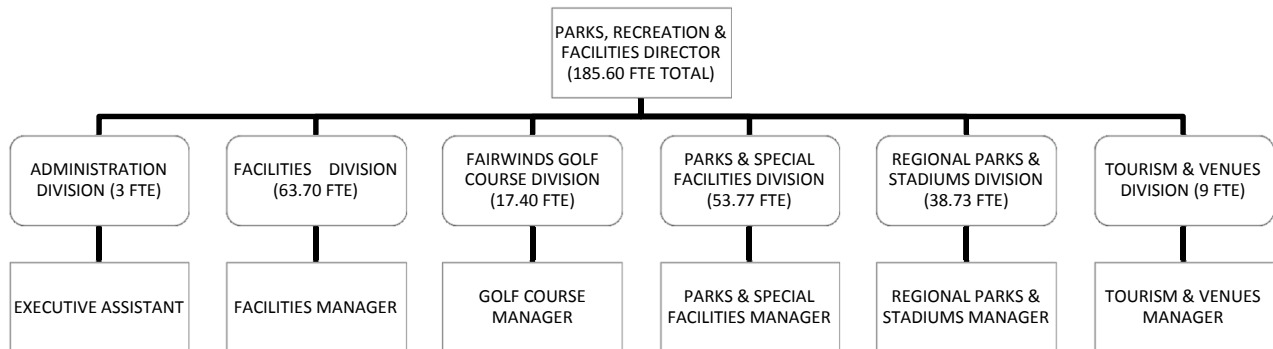 PARKS, RECREATION &
FACILITIES DIRECTOR
(185.60 FTE TOTAL)
ADMINISTRATION
DIVISION (3 FTE)
FACILITIES DIVISION
(63.70 FTE)
FAIRWINDS GOLF
COURSE DIVISION
(17.40 FTE)
PARKS & SPECIAL
FACILITIES DIVISION
(53.77 FTE)
REGIONAL PARKS &
STADIUMS DIVISION
(38.73 FTE)
TOURISM & VENUES
DIVISION (9 FTE)
EXECUTIVE ASSISTANT
FACILITIES MANAGER
GOLF COURSE
MANAGER
PARKS & SPECIAL
FACILITIES MANAGER
REGIONAL PARKS &
STADIUMS MANAGER
TOURISM & VENUES
MANAGER